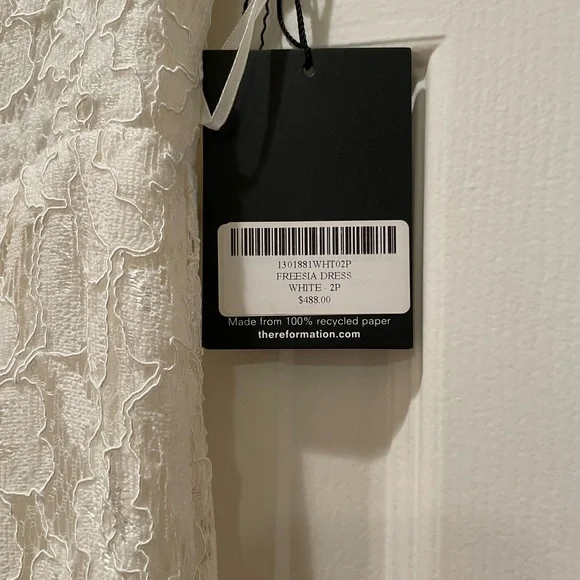 1301881WHT02P
FREESIA DRESS
WHITE - 2P
$488.00
Made from 100% recycled paper
thereformation.com